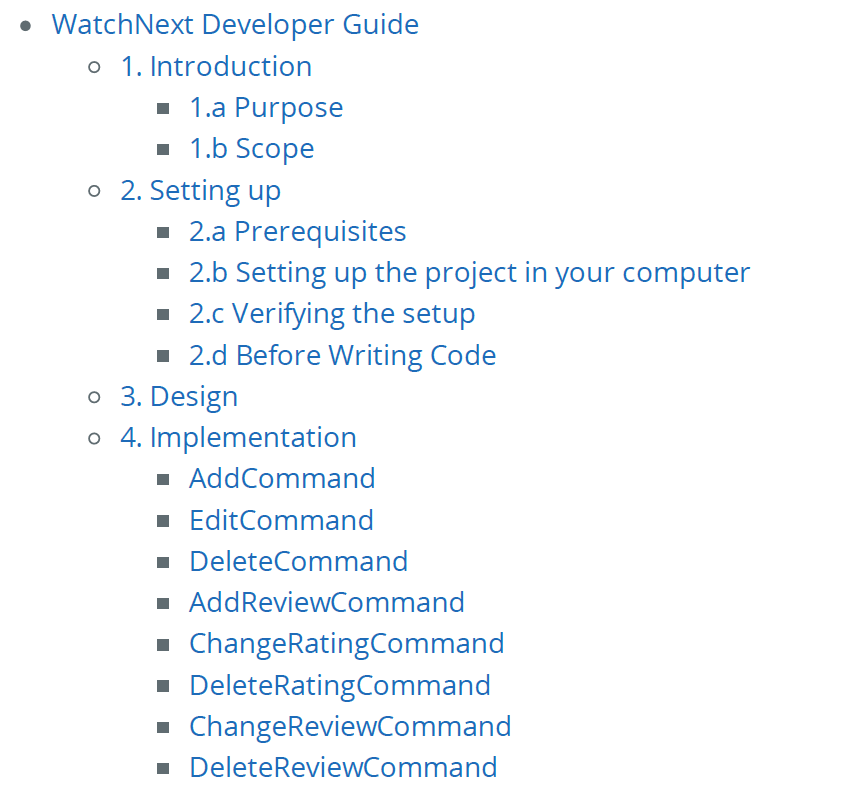 WatchNext Developer Guide
1. Introduction
1.a Purpose
1.b Scope
2. Setting up
2.a Prerequisites
2.b Setting up the project in your computer
2.c Verifying the setup
2.d Before Writing Code
3. Design
4. Implementation
AddCommand
EditCommand
DeleteCommand
AddReviewCommand
ChangeRatingCommand
DeleteRatingCommand
ChangeReviewCommand
DeleteReviewCommand